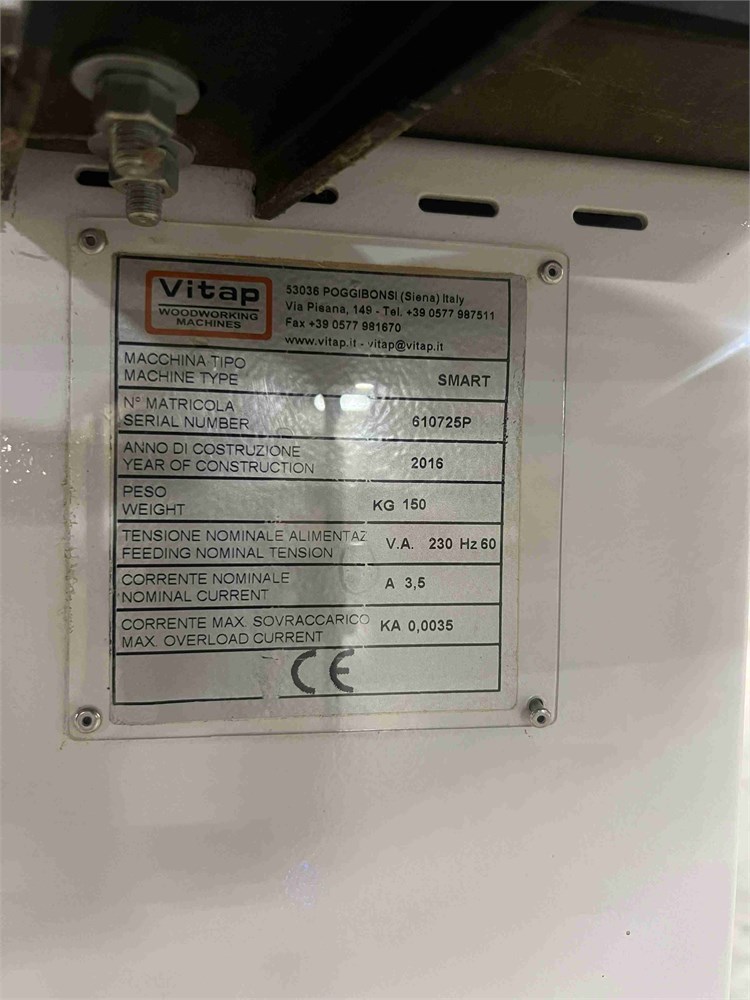 Vitap
WOODWORKING
MACHINES
53036 POGGIBONSI (Siena) Italy
Via Pisana, 149 - Tel. +39 0577 987511
Fax +39 0577 981670
www.vitap.it - vitap@vitap.it
MACCHINA TIPO
MACHINE TYPE SMART
N° MATRICOLA
SERIAL NUMBER 610725P
ANNO DI COSTRUZIONE
YEAR OF CONSTRUCTION 2016
PESO
WEIGHT KG 150
TENSIONE NOMINALE ALIMENTAZ
FEEDING NOMINAL TENSION V.A. 230 Hz 60
CORRENTE NOMINALE
NOMINAL CURRENT A 3,5
CORRENTE MAX. SOVRACCARICO
MAX. OVERLOAD CURRENT KA 0,0035
CE